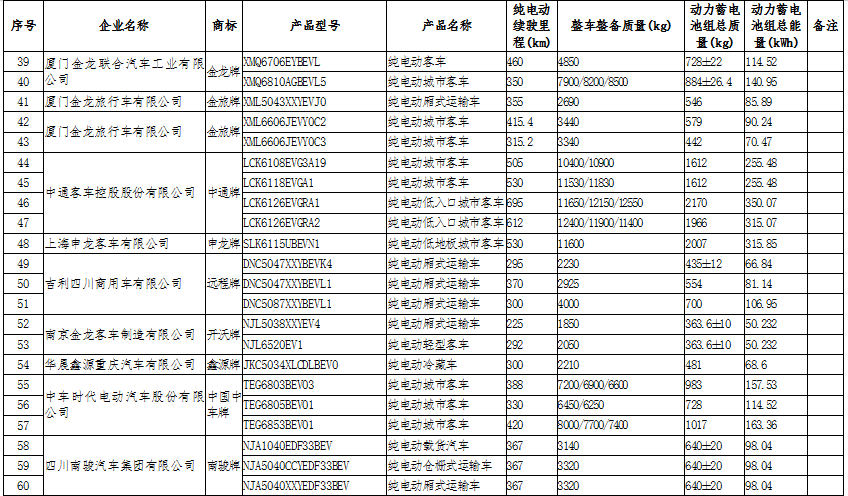 序号 企业名称 商标 产品型号 产品名称 纯电动续驶里程(km) 整车整备质量(kg) 动力蓄电池组总质量(kg) 动力蓄电池组总能量(kWh) 备注
39 厦门金龙联合汽车工业有限公司 金龙牌 XMQ6706EYBEVL 纯电动客车 460 4850 728±22 114.52
40 XMQ6810AGBEVL5 纯电动城市客车 350 7900/8200/8500 884±26.4 140.95
41 厦门金龙旅行车有限公司 金旅牌 XML5043XXYEVJ0 纯电动厢式运输车 355 2690 546 85.89
42 厦门金龙旅行车有限公司 金旅牌 XML6606JEVY0C2 纯电动城市客车 415.4 3440 579 90.24
43 XML6606JEVY0C3 纯电动城市客车 315.2 3340 442 70.47
44 中通客车控股股份有限公司 中通牌 LCK6108EVG3A19 纯电动城市客车 505 10400/10900 1612 255.48
45 LCK6118EVGA1 纯电动城市客车 530 11530/11830 1612 255.48
46 LCK6126EVGRA1 纯电动低入口城市客车 695 11650/12150/12550 2170 350.07
47 LCK6126EVGRA2 纯电动低入口城市客车 612 12400/11900/11400 1966 315.07
48 上海申龙客车有限公司 申龙牌 SLK6115UBEVN1 纯电动低地板城市客车 530 11600 2007 315.85
49 吉利四川商用车有限公司 远程牌 DNC5047XXYBEVK4 纯电动厢式运输车 295 2230 435±12 66.84
50 DNC5047XXYBEVL1 纯电动厢式运输车 370 2925 554 81.14
51 DNC5087XXYBEVL1 纯电动厢式运输车 300 4000 700 106.95
52 南京金龙客车制造有限公司 开沃牌 NJL5038XXYEV4 纯电动厢式运输车 225 1850 363.6±10 50.232
53 NJL6520EV1 纯电动轻型客车 292 2050 363.6±10 50.232
54 华晨鑫源重庆汽车有限公司 鑫源牌 JKC5034XLCDLBEV0 纯电动冷藏车 300 2210 481 68.6
55 中车时代电动汽车股份有限公司 中国中车牌 TEG6803BEV03 纯电动城市客车 388 7200/6900/6600 983 157.53
56 TEG6805BEV01 纯电动城市客车 330 6450/6250 728 114.52
57 TEG6853BEV01 纯电动城市客车 420 8000/7700/7400 1017 163.36
58 四川南骏汽车集团有限公司 南骏牌 NJA1040EDF33BEV 纯电动载货汽车 367 3140 640±20 98.04
59 NJA5040CCYEDF33BEV 纯电动仓栅式运输车 367 3320 640±20 98.04
60 NJA5040XXYEDF33BEV 纯电动厢式运输车 367 3320 640±20 98.04